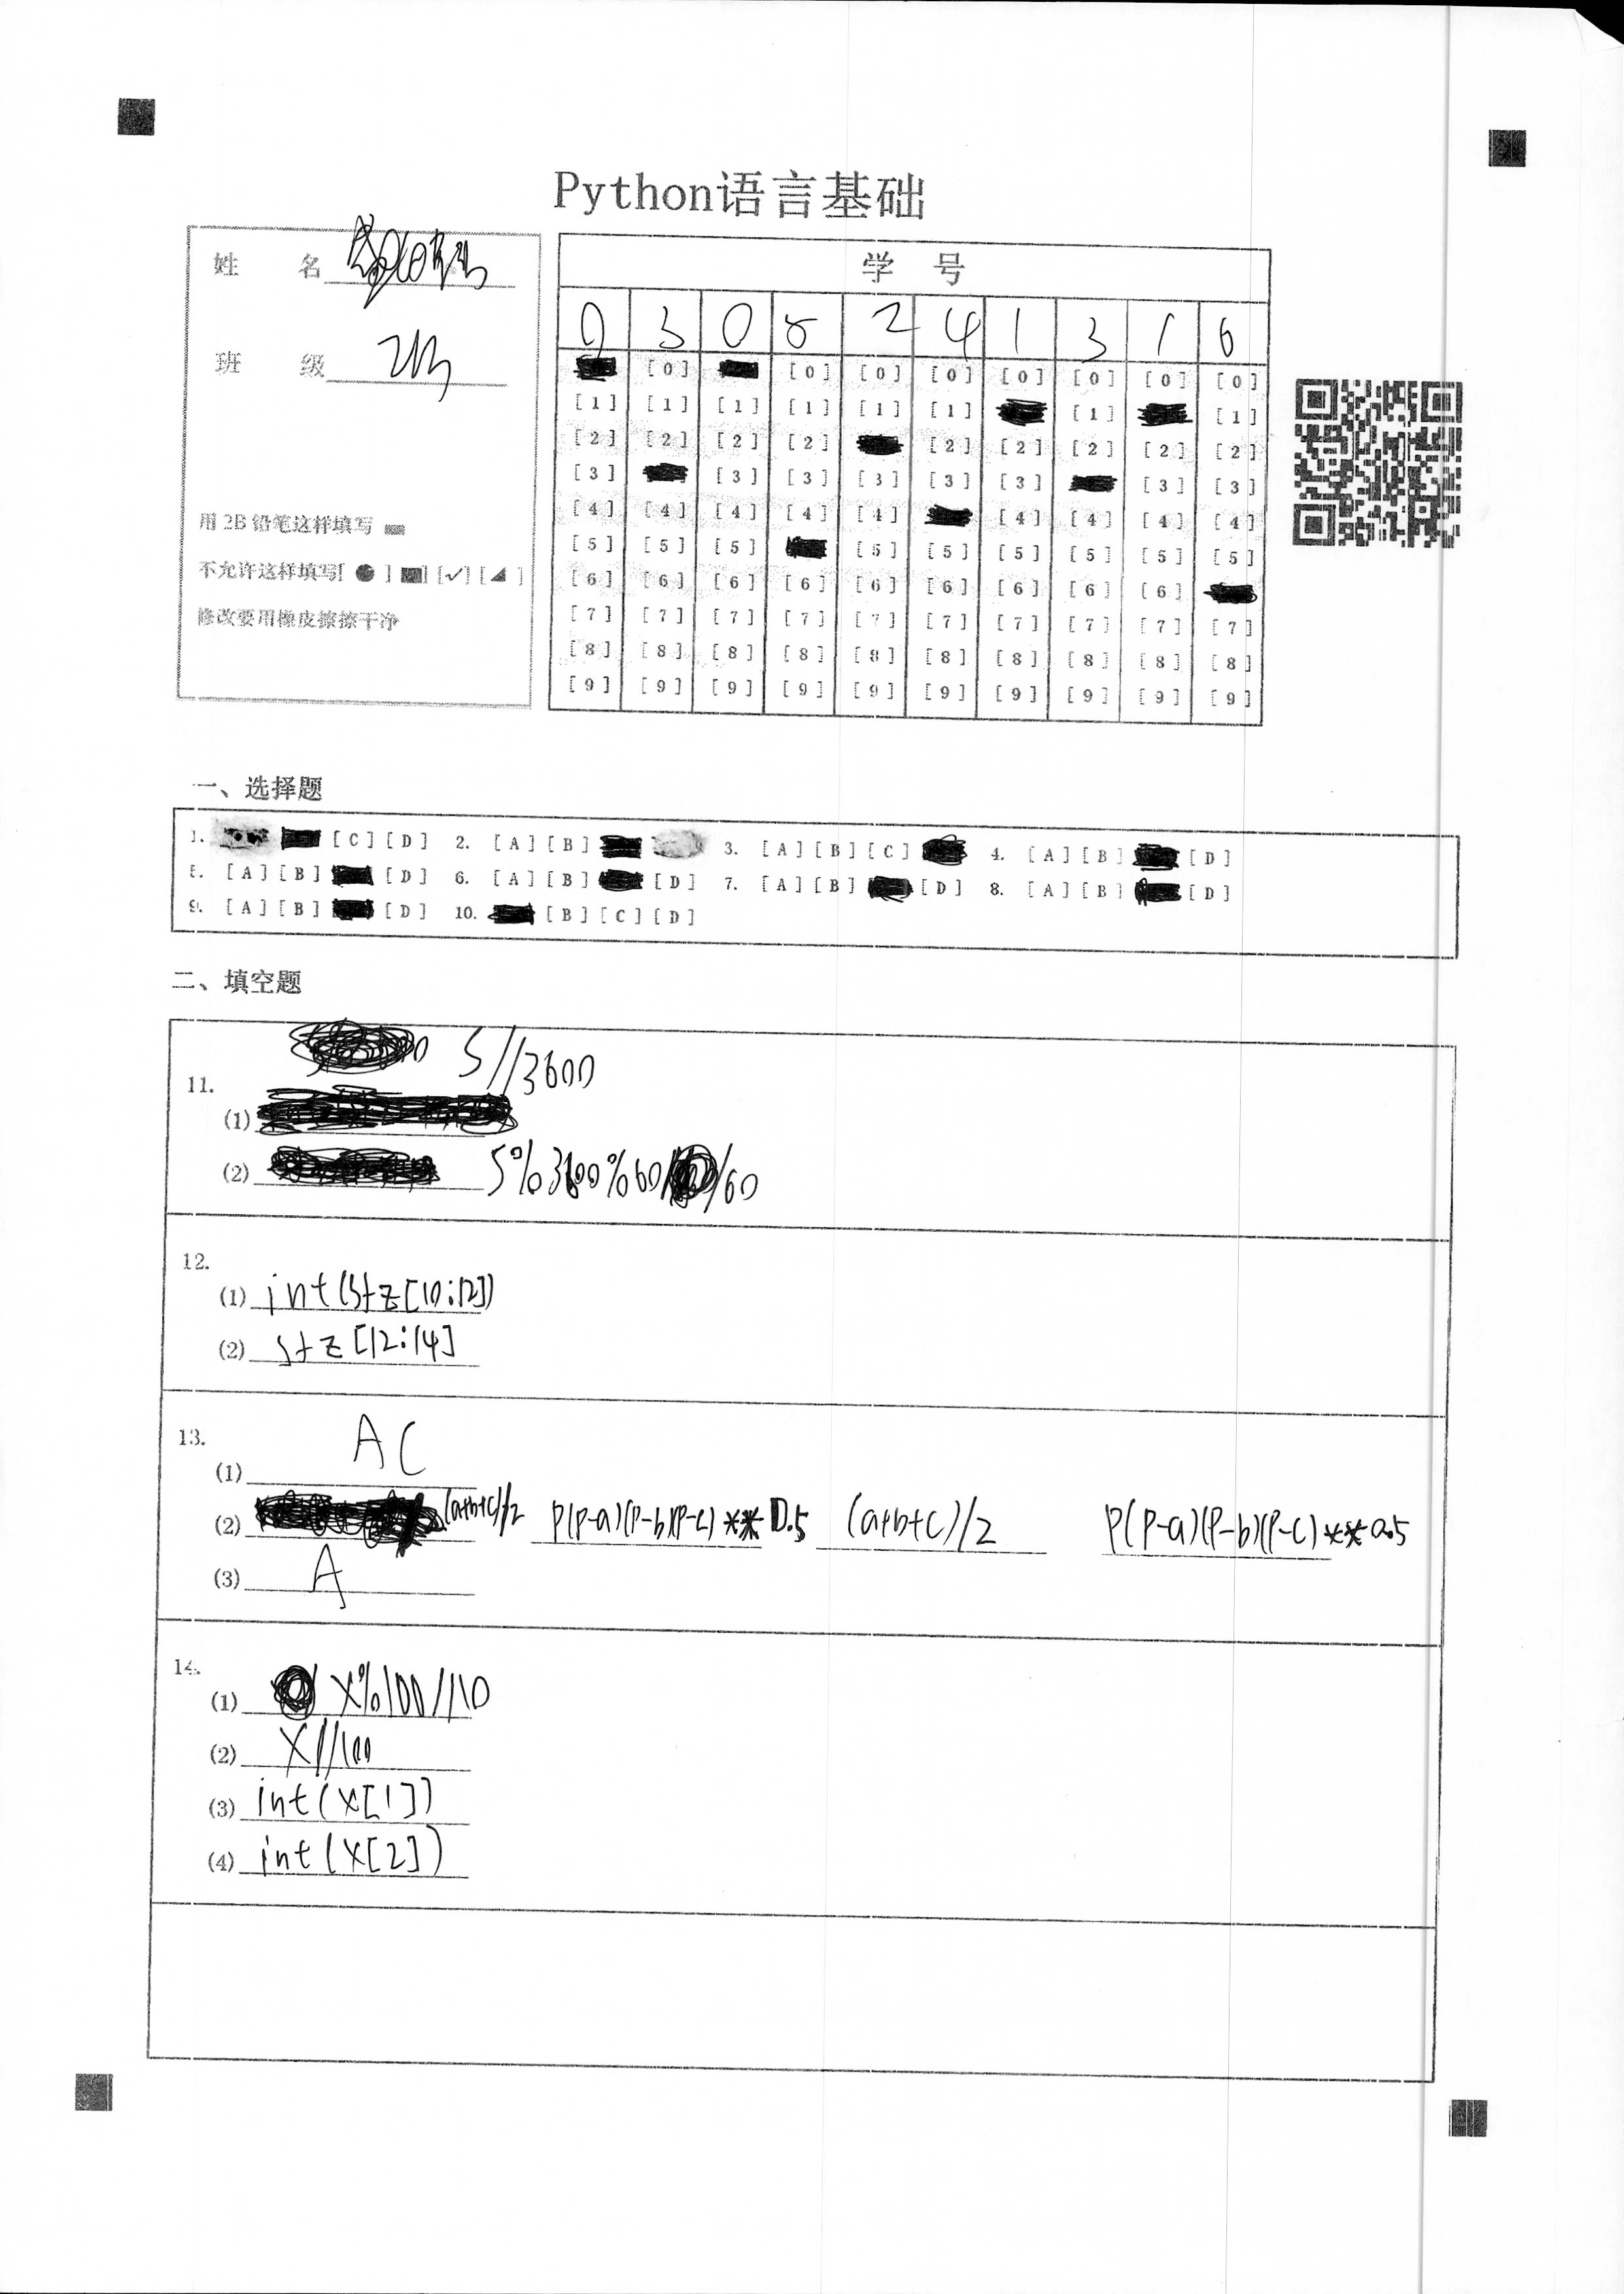 Python语言基础
姓 名
班 级
用 2B 铅笔这样填写
不允许这样填写[ ● ] [■] [✓] [◢ ]
修改要用橡皮擦擦干净
学 号
0 3 0 5 2 4 1 3 1 6
[0] [0] [0] [0] [0] [0] [0] [0]
[1] [1] [1] [1] [1] [1] [1] [1]
[2] [2] [2] [2] [2] [2] [2] [2] [2]
[3] [3] [3] [3] [3] [3] [3] [3]
[4] [4] [4] [4] [4] [4] [4] [4] [4]
[5] [5] [5] [5] [5] [5] [5] [5] [5]
[6] [6] [6] [6] [6] [6] [6] [6] [6]
[7] [7] [7] [7] [7] [7] [7] [7] [7] [7]
[8] [8] [8] [8] [8] [8] [8] [8] [8] [8]
[9] [9] [9] [9] [9] [9] [9] [9] [9] [9]
一、选择题
1. [C] [D] 2. [A] [B] 3. [A] [B] [C] 4. [A] [B] [D]
5. [A] [B] [D] 6. [A] [B] [D] 7. [A] [B] [D] 8. [A] [B] [D]
9. [A] [B] [D] 10. [B] [C] [D]
二、填空题
11.
(1) S//3600
(2) S%3600%60//60
12.
(1) int(stz[10:12])
(2) stz[12:14]
13.
(1) AC
(2) (a+b+c)/2 P(P-a)(P-b)(P-c)**0.5 (a+b+c)/2 P(P-a)(P-b)(P-c)**0.5
(3) A
14.
(1) X%100//10
(2) X//100
(3) int(x[1])
(4) int(x[2])